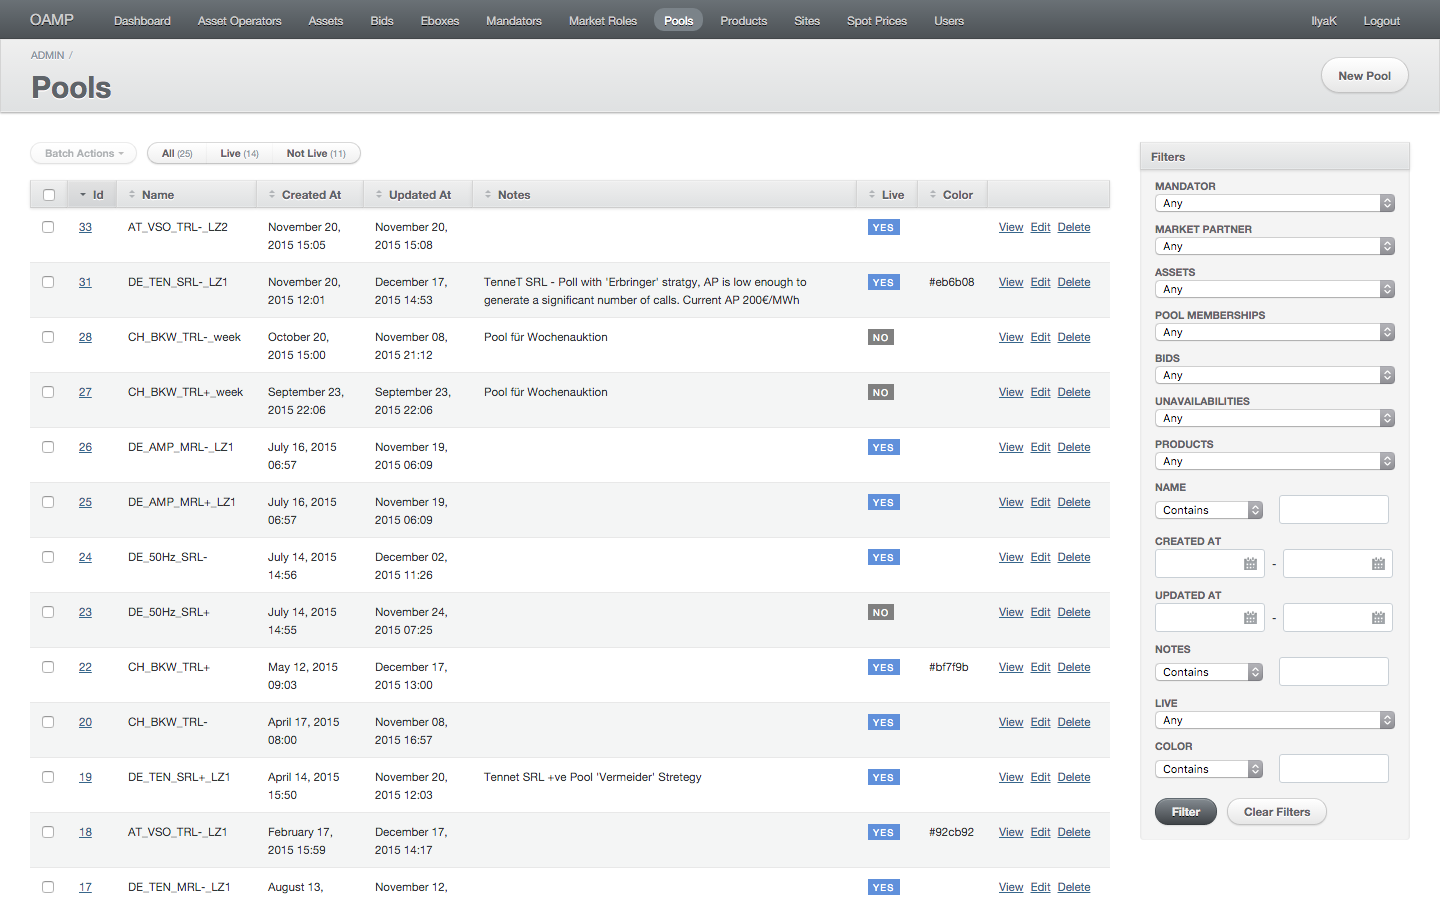 OAMP Dashboard Asset Operators Assets Bids Eboxes Mandators Market Roles Pools Products Sites Spot Prices Users IlyaK Logout
ADMIN /
Pools
New Pool
Batch Actions All (25) Live (14) Not Live (11)
Id Name Created At Updated At Notes Live Color
33 AT_VSO_TRL-_LZ2 November 20, November 20, YES View Edit Delete
2015 15:05 2015 15:08
31 DE_TEN_SRL-_LZ1 November 20, December 17, TenneT SRL - Poll with 'Erbringer' stratgy, AP is low enough to YES #eb6b08 View Edit Delete
2015 12:01 2015 14:53 generate a significant number of calls. Current AP 200€/MWh
28 CH_BKW_TRL-_week October 20, November 08, Pool für Wochenauktion NO View Edit Delete
2015 15:00 2015 21:12
27 CH_BKW_TRL+_week September 23, September 23, Pool für Wochenauktion NO View Edit Delete
2015 22:06 2015 22:06
26 DE_AMP_MRL-_LZ1 July 16, 2015 November 19, YES View Edit Delete
06:57 2015 06:09
25 DE_AMP_MRL+_LZ1 July 16, 2015 November 19, YES View Edit Delete
06:57 2015 06:09
24 DE_50Hz_SRL- July 14, 2015 December 02, YES View Edit Delete
14:56 2015 11:26
23 DE_50Hz_SRL+ July 14, 2015 November 24, NO View Edit Delete
14:55 2015 07:25
22 CH_BKW_TRL+ May 12, 2015 December 17, YES #bf7f9b View Edit Delete
09:03 2015 13:00
20 CH_BKW_TRL- April 17, 2015 November 08, YES View Edit Delete
08:00 2015 16:57
19 DE_TEN_SRL+_LZ1 April 14, 2015 November 20, Tennet SRL +ve Pool 'Vermeider' Stretegy YES View Edit Delete
15:50 2015 12:03
18 AT_VSO_TRL-_LZ1 February 17, December 17, YES #92cb92 View Edit Delete
2015 15:59 2015 14:17
17 DE_TEN_MRL-_LZ1 August 13, November 12, YES View Edit Delete
Filters
MANDATOR
Any
MARKET PARTNER
Any
ASSETS
Any
POOL MEMBERSHIPS
Any
BIDS
Any
UNAVAILABILITIES
Any
PRODUCTS
Any
NAME
Contains
CREATED AT
-
UPDATED AT
-
NOTES
Contains
LIVE
Any
COLOR
Contains
Filter Clear Filters